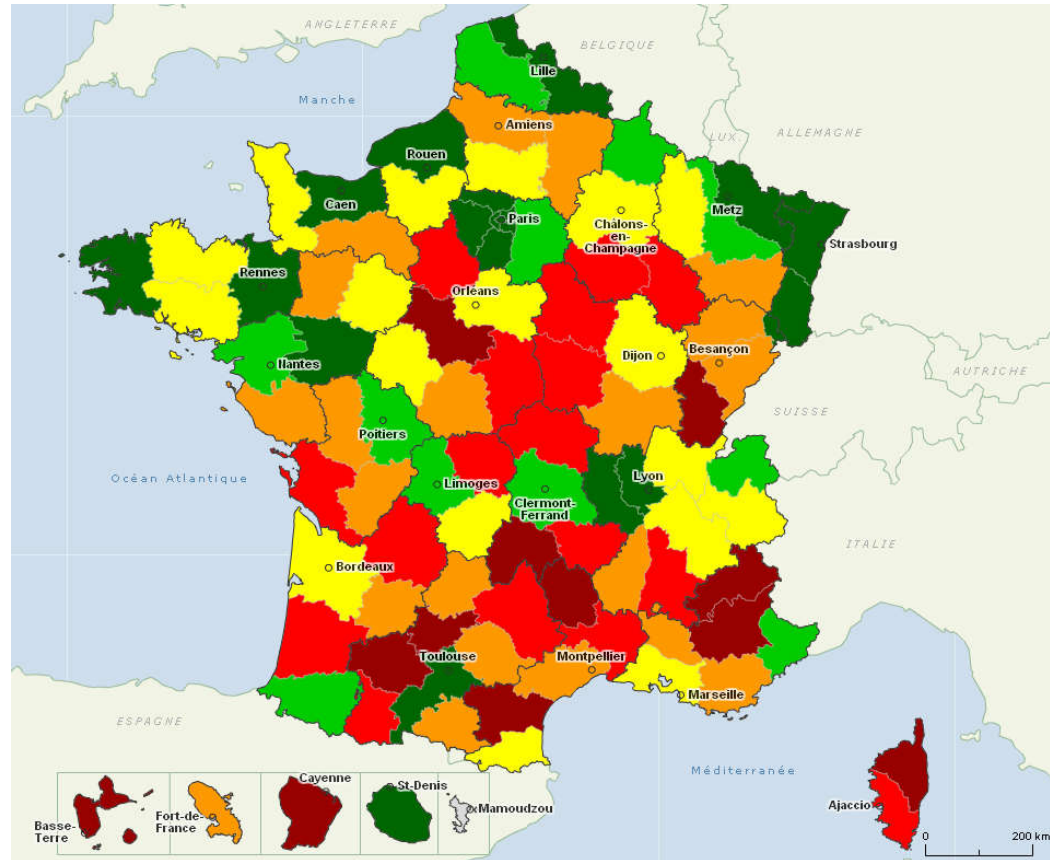 ANGLETERRE
BELGIQUE
Lille
Manche
Amiens
LUX.
ALLEMAGNE
Rouen
Caen
Paris
Metz
Châlons-
en-
Champagne
Strasbourg
Rennes
Orléans
Nantes
Dijon
Besançon
AUTRICHE
SUISSE
Poitiers
Océan Atlantique
Limoges
Clermont-
Ferrand
Lyon
ITALIE
Bordeaux
Toulouse
Montpellier
Marseille
ESPAGNE
Méditerranée
Cayenne
St-Denis
Basse-
Terre
Fort-de-
France
Mamoudzou
Ajaccio
0
200 km